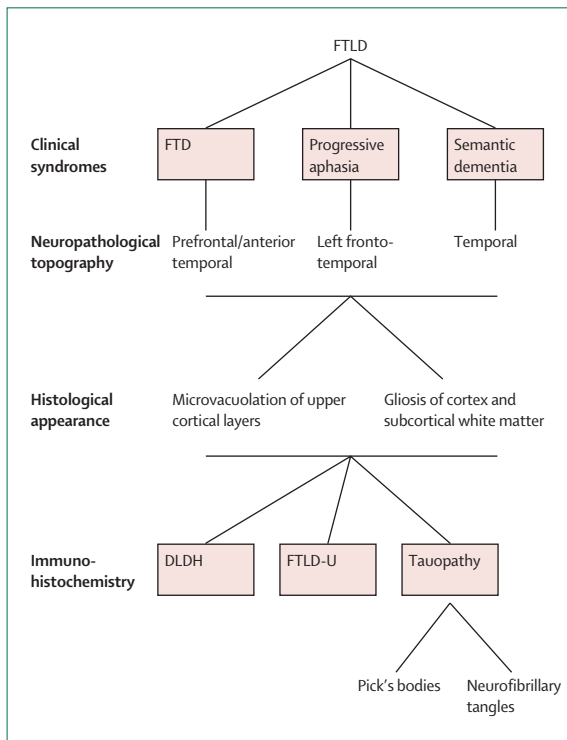 FTLD
Clinical
syndromes
FTD
Progressive
aphasia
Semantic
dementia
Neuropathological
topography
Prefrontal/anterior
temporal
Left fronto-
temporal
Temporal
Histological
appearance
Microvacuolation of upper
cortical layers
Gliosis of cortex and
subcortical white matter
Immuno-
histochemistry
DLDH
FTLD-U
Tauopathy
Pick's bodies
Neurofibrillary
tangles